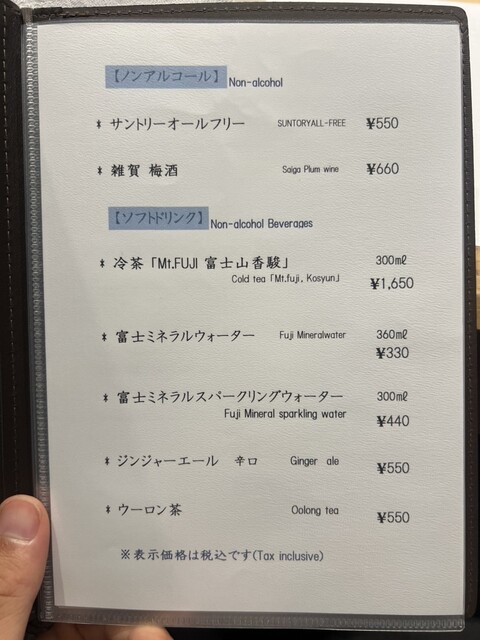 【ノンアルコール】 Non-alcohol
* サントリーオールフリー SUNTORYALL-FREE ¥550
* 雑賀 梅酒 Saiga Plum wine ¥660
【ソフトドリンク】 Non-alcohol Beverages
* 冷茶「Mt.FUJI 富士山香駿」 300㎖
Cold tea「Mt.fuji, Kosyun」 ¥1,650
* 富士ミネラルウォーター Fuji Mineralwater 360㎖
¥330
* 富士ミネラルスパークリングウォーター 300㎖
Fuji Mineral sparkling water ¥440
* ジンジャーエール 辛口 Ginger ale ¥550
* ウーロン茶 Oolong tea ¥550
※表示価格は税込です(Tax inclusive)